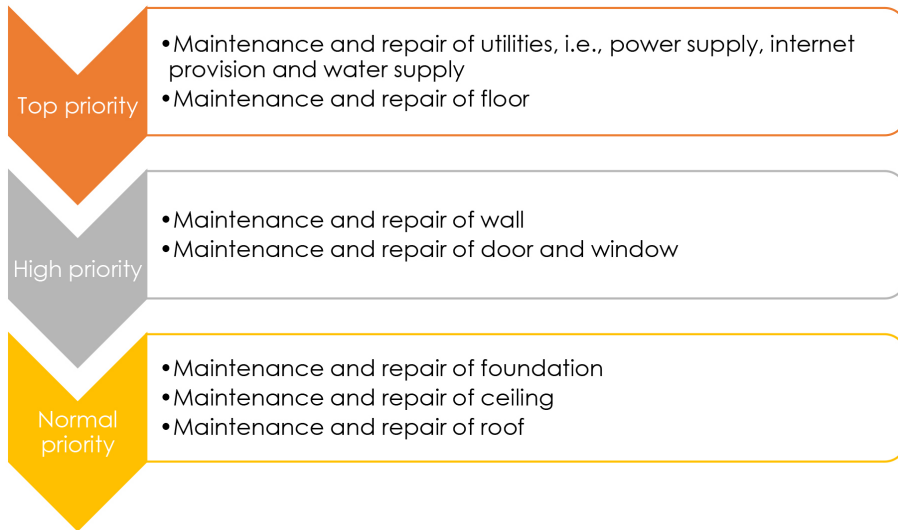 Top priority
•Maintenance and repair of utilities, i.e., power supply, internet
provision and water supply
•Maintenance and repair of floor
High priority
•Maintenance and repair of wall
•Maintenance and repair of door and window
Normal
priority
•Maintenance and repair of foundation
•Maintenance and repair of ceiling
•Maintenance and repair of roof